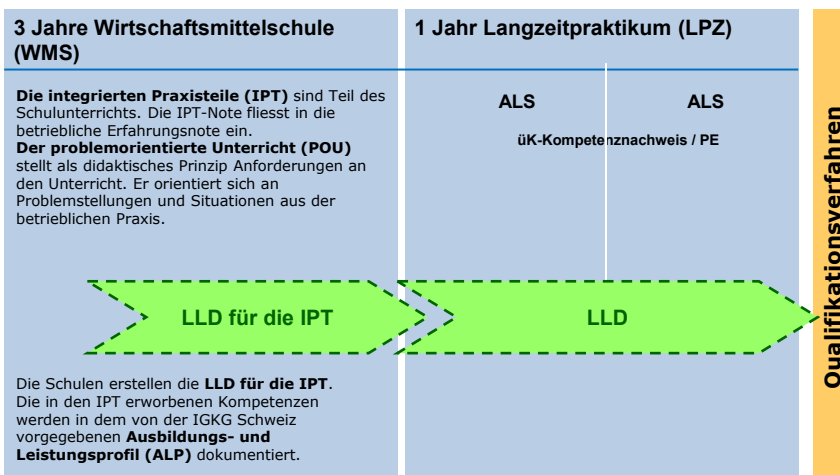 3 Jahre Wirtschaftsmittelschule
(WMS)
Die integrierten Praxisteile (IPT) sind Teil des
Schulunterrichts. Die IPT-Note fliesst in die
betriebliche Erfahrungsnote ein.
Der problemorientierte Unterricht (POU)
stellt als didaktisches Prinzip Anforderungen an
den Unterricht. Er orientiert sich an
Problemstellungen und Situationen aus der
betrieblichen Praxis.
1 Jahr Langzeitpraktikum (LPZ)
ALS
ALS
üK-Kompetenznachweis / PE
LLD für die IPT
LLD
Die Schulen erstellen die LLD für die IPT.
Die in den IPT erworbenen Kompetenzen
werden in dem von der IGKG Schweiz
vorgegebenen Ausbildungs- und
Leistungsprofil (ALP) dokumentiert.
Qualifikationsverfahren